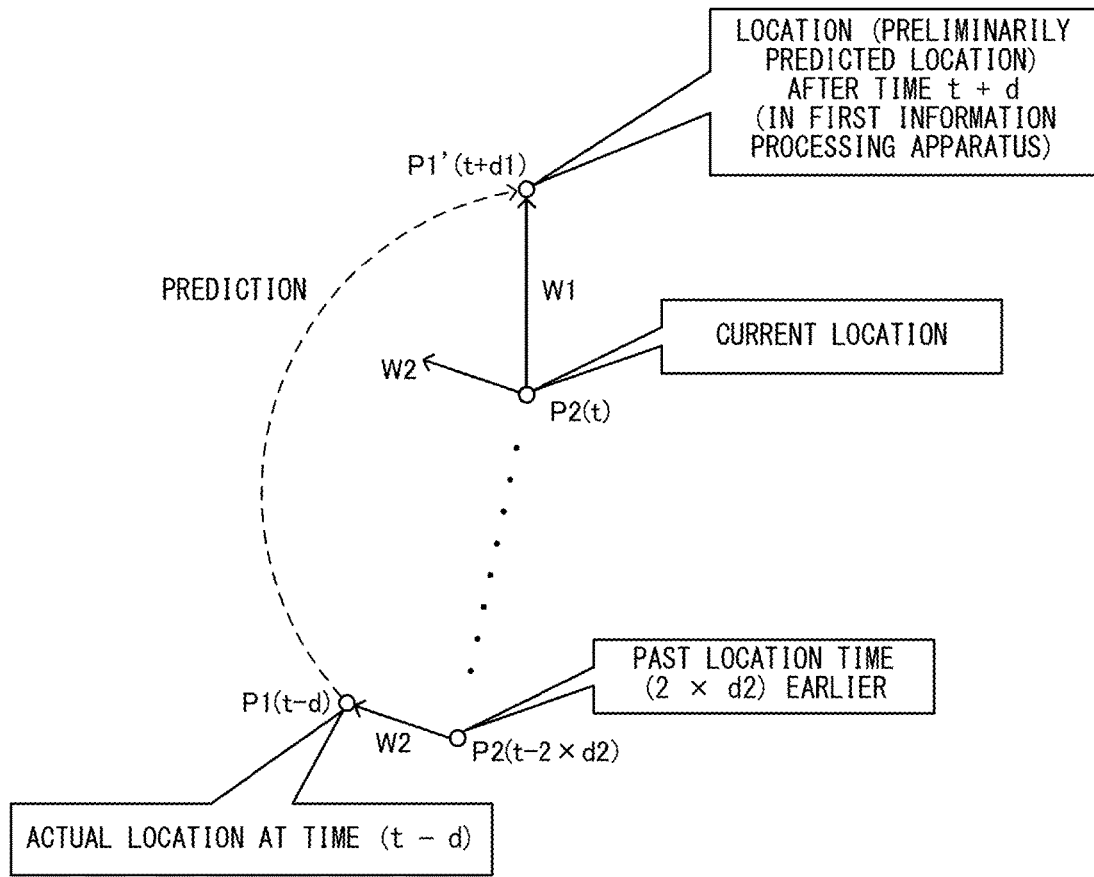 LOCATION (PRELIMINARILY
PREDICTED LOCATION)
AFTER TIME t + d
(IN FIRST INFORMATION
PROCESSING APPARATUS)
P1'(t+d1)
PREDICTION
W1
CURRENT LOCATION
W2
P2(t)
PAST LOCATION TIME
(2 × d2) EARLIER
P1(t-d)
W2
P2(t-2×d2)
ACTUAL LOCATION AT TIME (t - d)